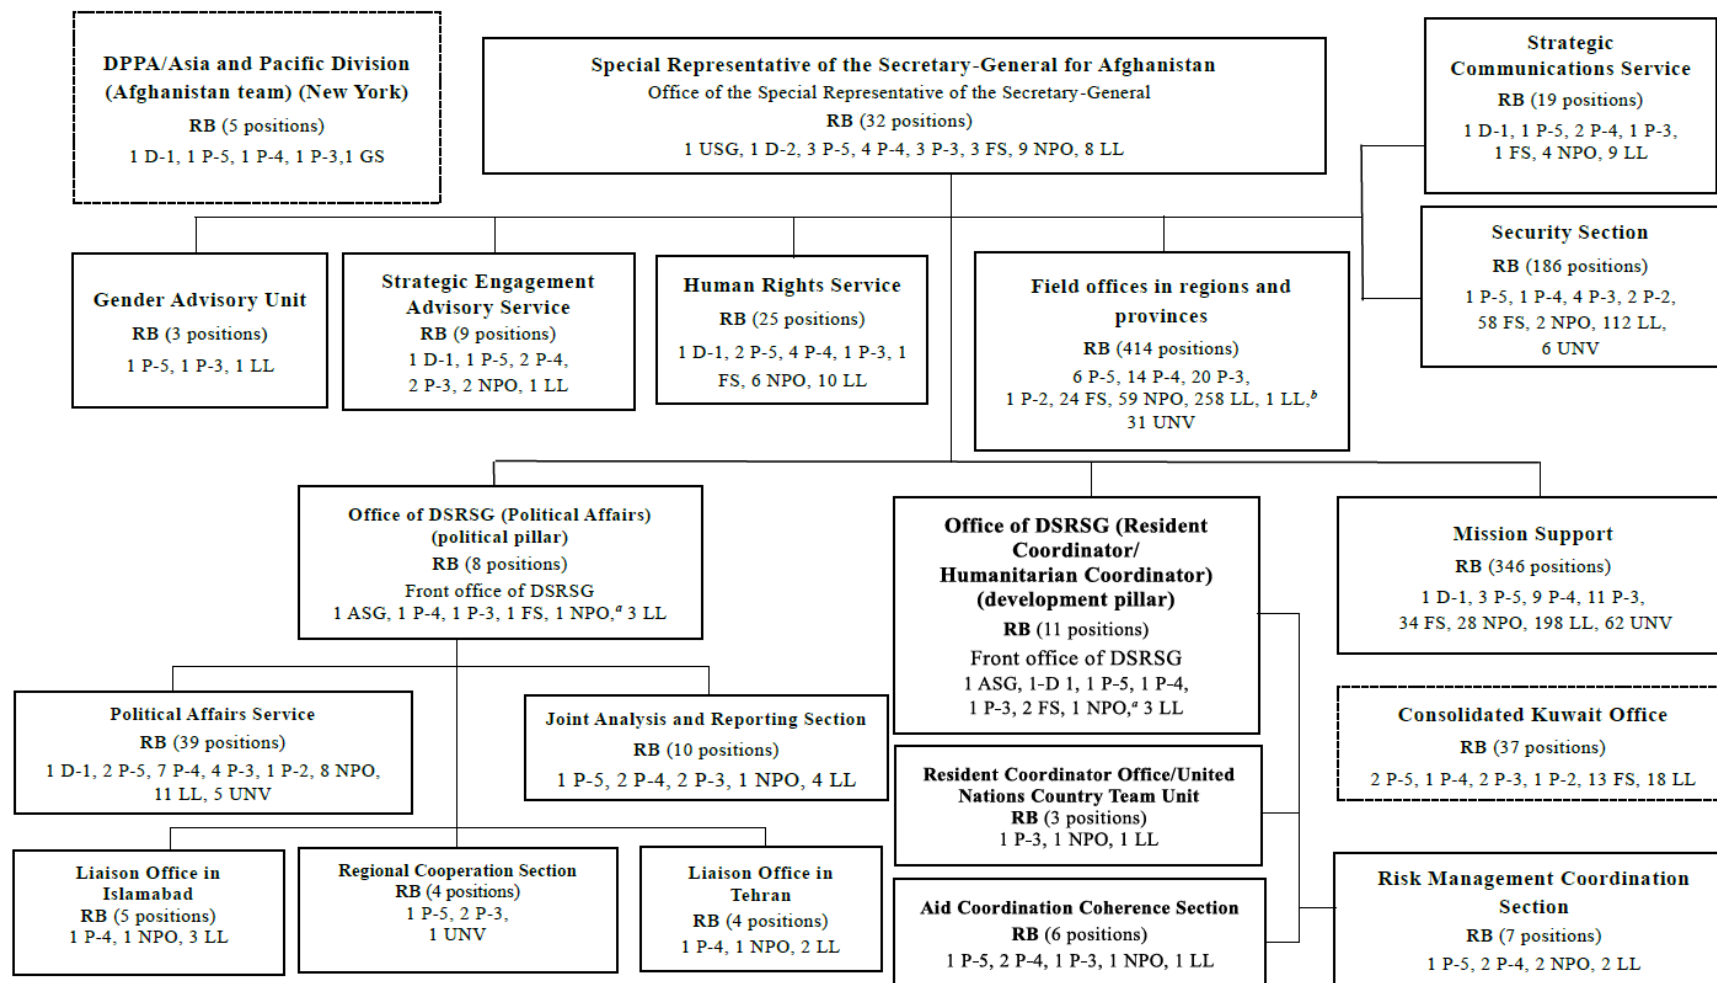 DPPA/Asia and Pacific Division
(Afghanistan team) (New York)
RB (5 positions)
1 D-1, 1 P-5, 1 P-4, 1 P-3,1 GS
Special Representative of the Secretary-General for Afghanistan
Office of the Special Representative of the Secretary-General
RB (32 positions)
1 USG, 1 D-2, 3 P-5, 4 P-4, 3 P-3, 3 FS, 9 NPO, 8 LL
Strategic
Communications Service
RB (19 positions)
1 D-1, 1 P-5, 2 P-4, 1 P-3,
1 FS, 4 NPO, 9 LL
Security Section
RB (186 positions)
1 P-5, 1 P-4, 4 P-3, 2 P-2,
58 FS, 2 NPO, 112 LL,
6 UNV
Gender Advisory Unit
RB (3 positions)
1 P-5, 1 P-3, 1 LL
Strategic Engagement
Advisory Service
RB (9 positions)
1 D-1, 1 P-5, 2 P-4,
2 P-3, 2 NPO, 1 LL
Human Rights Service
RB (25 positions)
1 D-1, 2 P-5, 4 P-4, 1 P-3, 1
FS, 6 NPO, 10 LL
Field offices in regions and
provinces
RB (414 positions)
6 P-5, 14 P-4, 20 P-3,
1 P-2, 24 FS, 59 NPO, 258 LL, 1 LL,b
31 UNV
Office of DSRSG (Political Affairs)
(political pillar)
RB (8 positions)
Front office of DSRSG
1 ASG, 1 P-4, 1 P-3, 1 FS, 1 NPO,a 3 LL
Office of DSRSG (Resident
Coordinator/
Humanitarian Coordinator)
(development pillar)
RB (11 positions)
Front office of DSRSG
1 ASG, 1-D 1, 1 P-5, 1 P-4,
1 P-3, 2 FS, 1 NPO,a 3 LL
Mission Support
RB (346 positions)
1 D-1, 3 P-5, 9 P-4, 11 P-3,
34 FS, 28 NPO, 198 LL, 62 UNV
Political Affairs Service
RB (39 positions)
1 D-1, 2 P-5, 7 P-4, 4 P-3, 1 P-2, 8 NPO,
11 LL, 5 UNV
Joint Analysis and Reporting Section
RB (10 positions)
1 P-5, 2 P-4, 2 P-3, 1 NPO, 4 LL
Consolidated Kuwait Office
RB (37 positions)
2 P-5, 1 P-4, 2 P-3, 1 P-2, 13 FS, 18 LL
Resident Coordinator Office/United
Nations Country Team Unit
RB (3 positions)
1 P-3, 1 NPO, 1 LL
Liaison Office in
Islamabad
RB (5 positions)
1 P-4, 1 NPO, 3 LL
Regional Cooperation Section
RB (4 positions)
1 P-5, 2 P-3,
1 UNV
Liaison Office in
Tehran
RB (4 positions)
1 P-4, 1 NPO, 2 LL
Aid Coordination Coherence Section
RB (6 positions)
1 P-5, 2 P-4, 1 P-3, 1 NPO, 1 LL
Risk Management Coordination
Section
RB (7 positions)
1 P-5, 2 P-4, 2 NPO, 2 LL